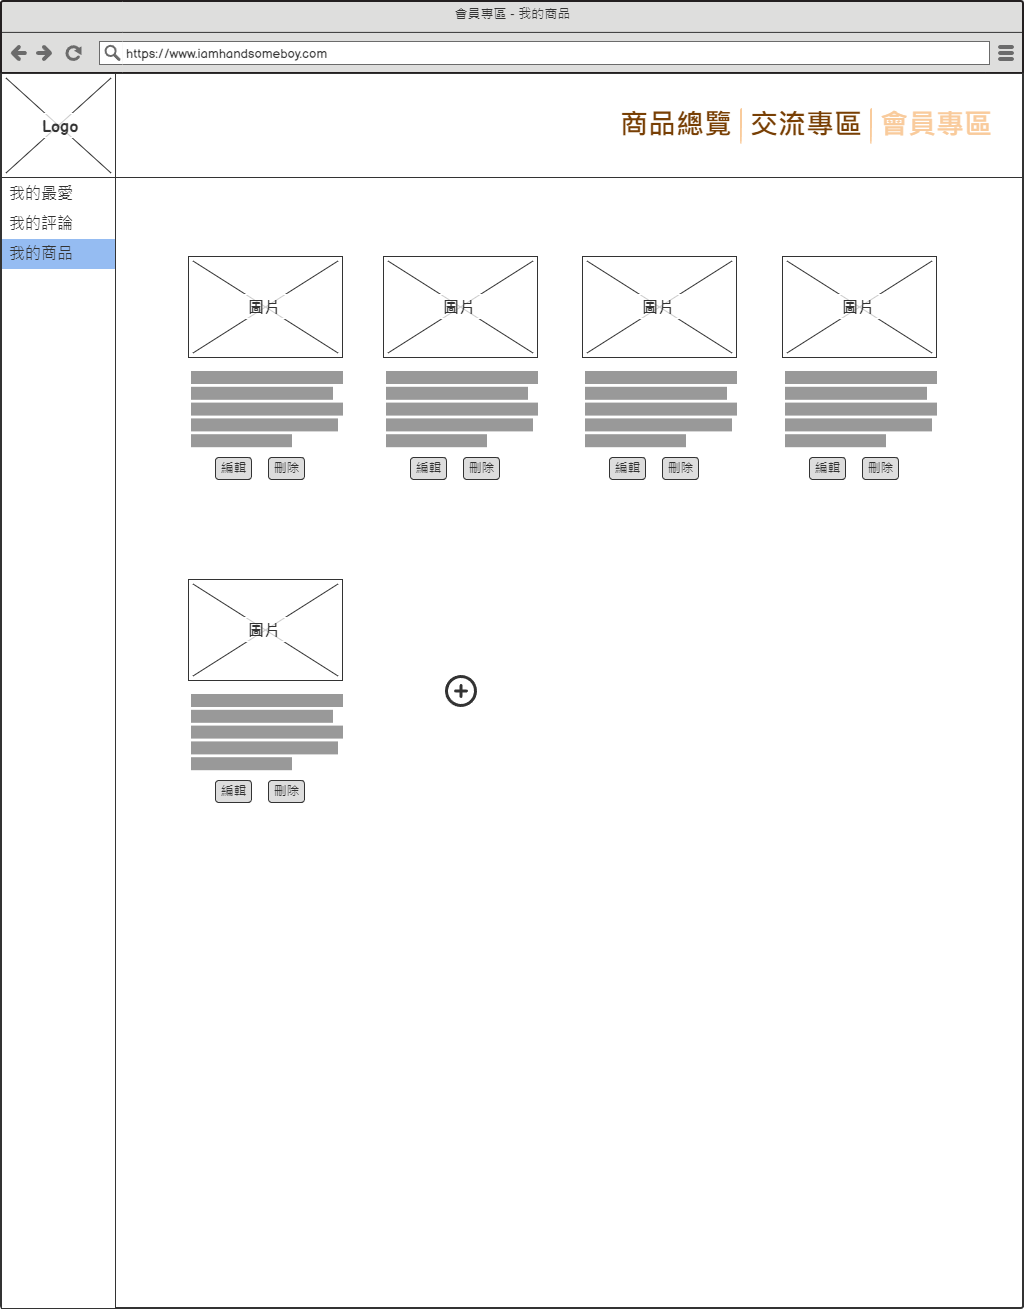 會員專區 - 我的商品
https://www.iamhandsomeboy.com
Logo
商品總覽 交流專區 會員專區
我的最愛
我的評論
我的商品
圖片 圖片 圖片 圖片
編輯 刪除 編輯 刪除 編輯 刪除 編輯 刪除
圖片
編輯 刪除